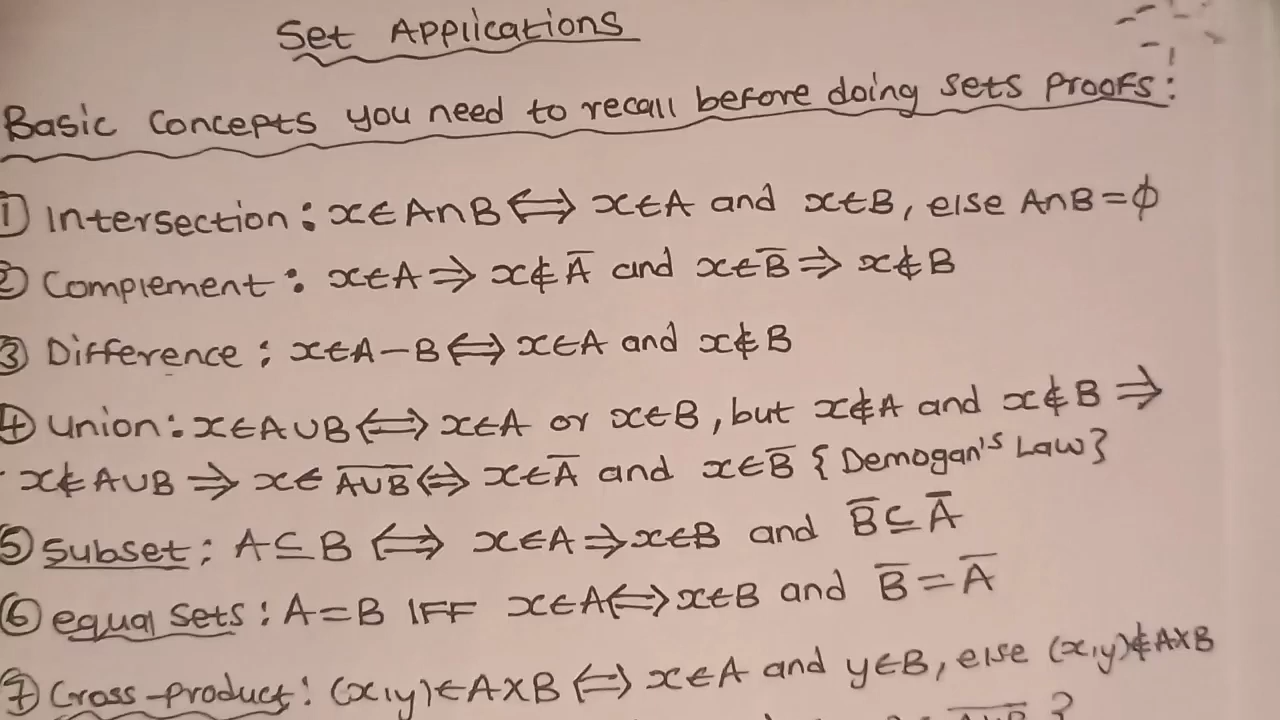 Set Applications
Basic Concepts you need to recall before doing sets proofs:
① Intersection: x∈A∩B ⟺ x∈A and x∈B, else A∩B=ϕ
② Complement: x∈A ⟹ x∉A̅ and x∈B̅ ⟹ x∉B
③ Difference: x∈A−B ⟺ x∈A and x∉B
④ Union: x∈A∪B ⟺ x∈A or x∈B, but x∉A and x∉B ⟹
x∉A∪B ⟹ x∈ A̅∪̅B̅ ⟺ x∈A̅ and x∈B̅ {Demogan's Law}
⑤ Subset: A⊆B ⟺ x∈A ⟹ x∈B and B̅⊆A̅
⑥ equal sets: A=B IFF x∈A ⟺ x∈B and B̅=A̅
⑦ Cross-product: (x,y)∈A×B ⟺ x∈A and y∈B, else (x,y)∉A×B